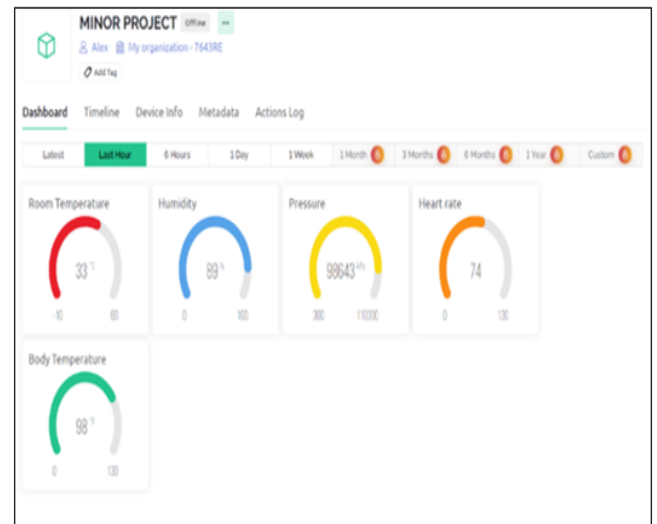 MINOR PROJECT Offline ...
Alex My organization - 7643RE
Add Tag
Dashboard Timeline Device Info Metadata Actions Log
Latest Last Hour 6 Hours 1 Day 1 Week 1 Month 3 Months 6 Months 1 Year Custom
Room Temperature Humidity Pressure Heart rate
33 °C 89 % 98643 kPa 74
-10 60 0 100 300 110000 0 130
Body Temperature
98 °F
0 130